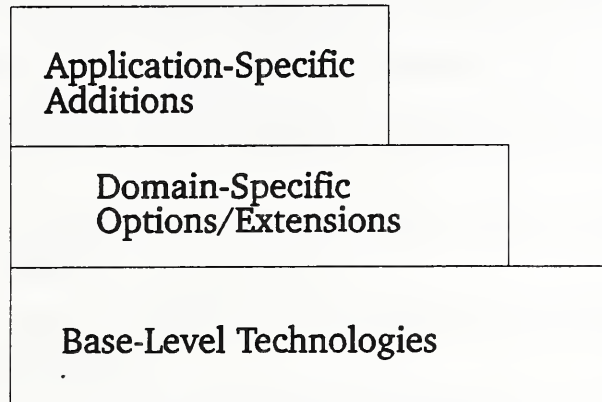 Application-Specific
Additions
Domain-Specific
Options/Extensions
Base-Level Technologies